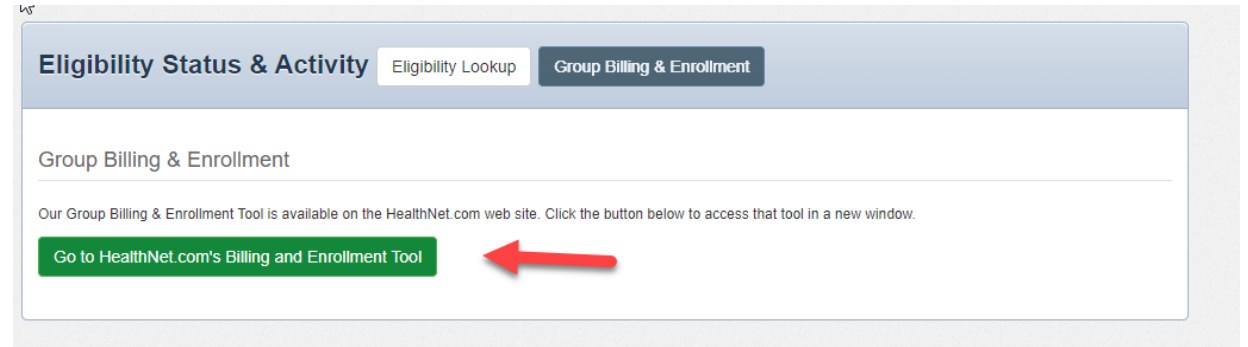 Eligibility Status & Activity Eligibility Lookup Group Billing & Enrollment
Group Billing & Enrollment
Our Group Billing & Enrollment Tool is available on the HealthNet.com web site. Click the button below to access that tool in a new window.
Go to HealthNet.com's Billing and Enrollment Tool